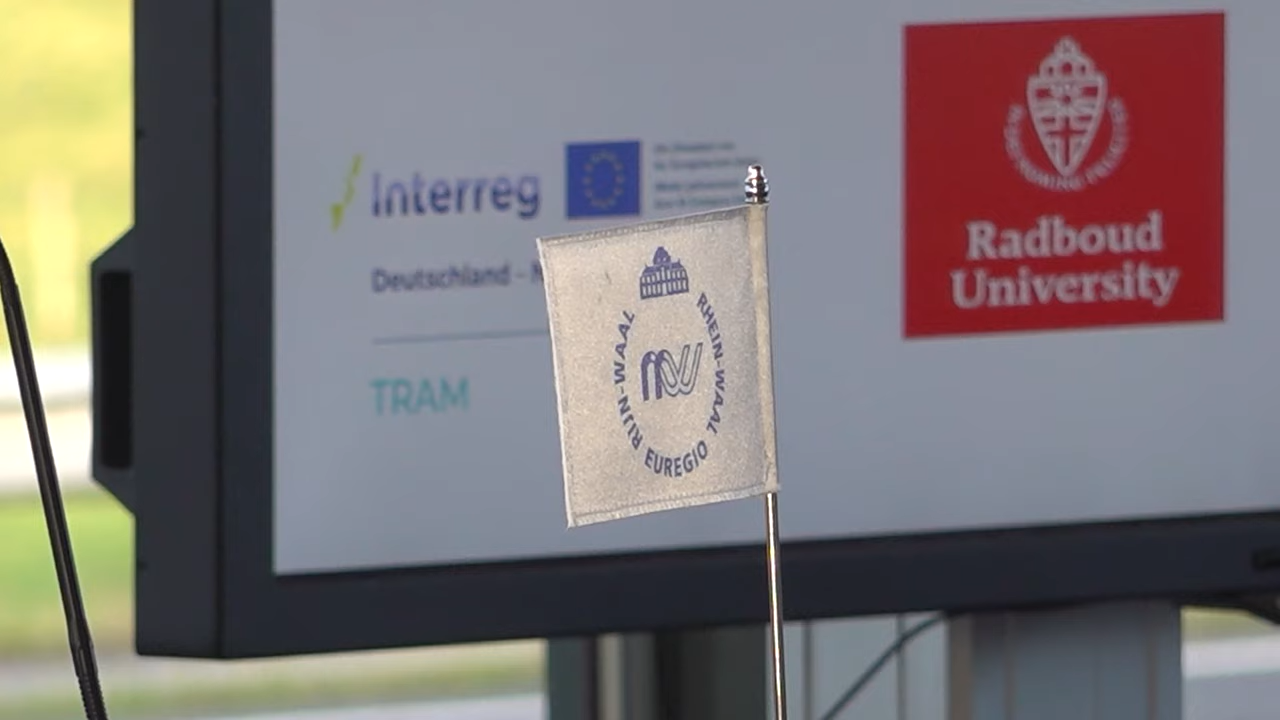 Interreg
Deutschland - N
TRAM
Radboud
University
RIJN-WAAL
RHEIN-WAAL
EUREGIO